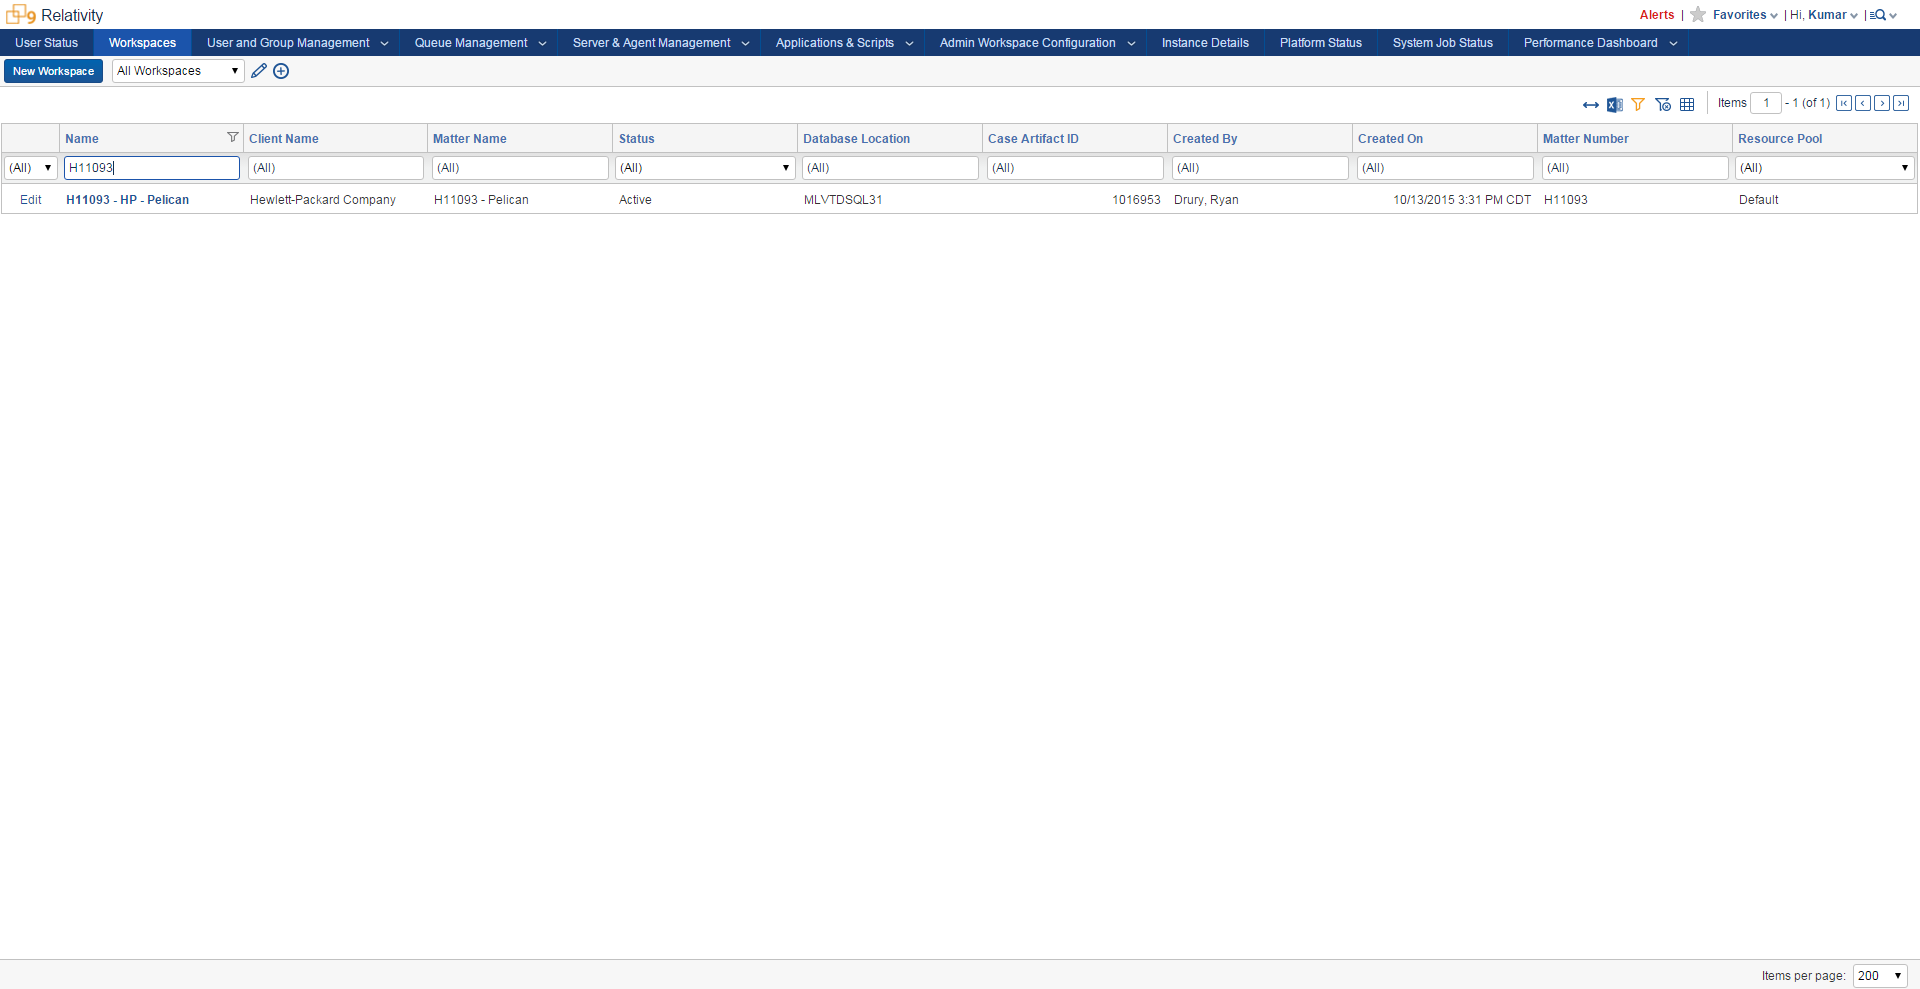 9 Relativity Alerts | Favorites | Hi, Kumar |
User Status Workspaces User and Group Management Queue Management Server & Agent Management Applications & Scripts Admin Workspace Configuration Instance Details Platform Status System Job Status Performance Dashboard
New Workspace All Workspaces
Items 1 - 1 (of 1)
Name Client Name Matter Name Status Database Location Case Artifact ID Created By Created On Matter Number Resource Pool
(All) H11093 (All) (All) (All) (All) (All) (All) (All) (All) (All)
Edit H11093 - HP - Pelican Hewlett-Packard Company H11093 - Pelican Active MLVTDSQL31 1016953 Drury, Ryan 10/13/2015 3:31 PM CDT H11093 Default
Items per page: 200